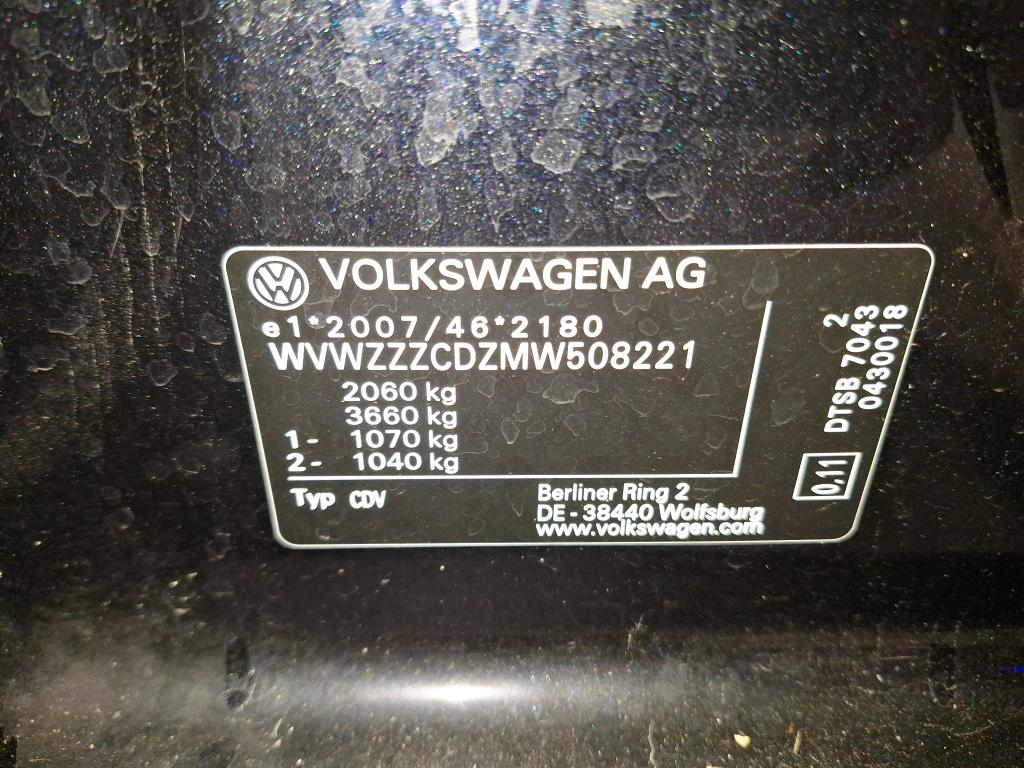 VOLKSWAGEN AG
e1*2007/46*2180
WVWZZZCDZMW508221
2060 kg
3660 kg
1- 1070 kg
2- 1040 kg
Typ CDV
Berliner Ring 2
DE - 38440 Wolfsburg
www.volkswagen.com
2
DTSB 7043
0430018
0,11